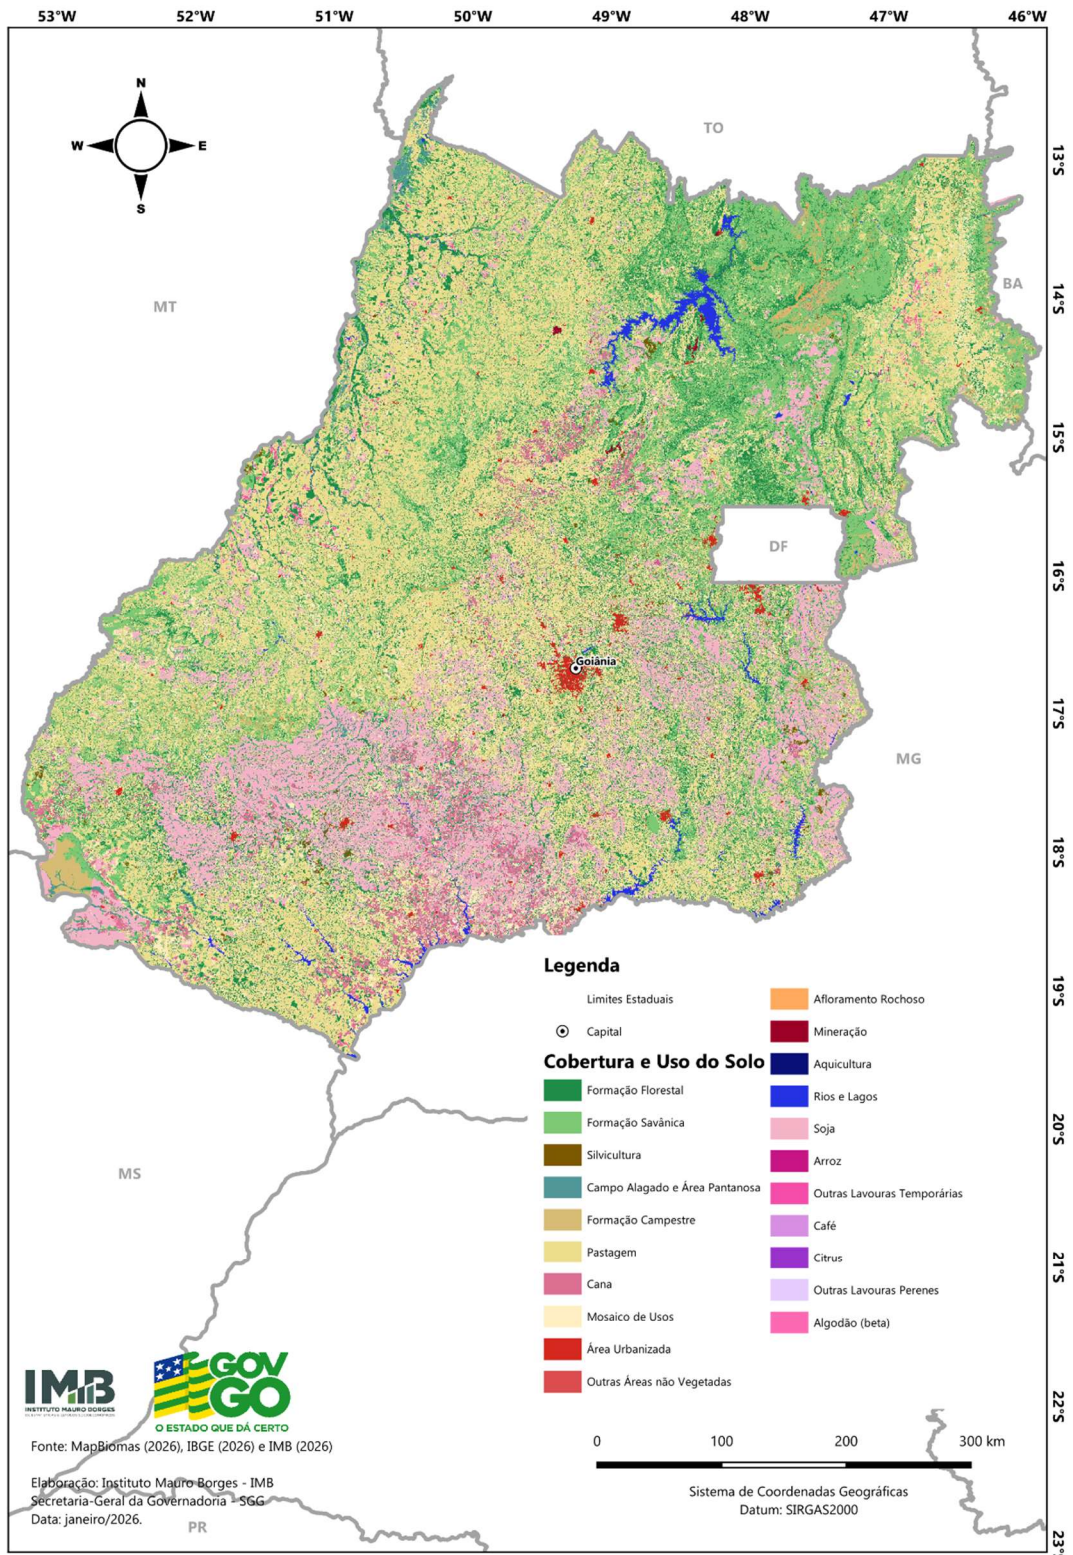 53°W 52°W 51°W 50°W 49°W 48°W 47°W 46°W
N
W E
S
TO
MT
BA
DF
Goiânia
MG
MS
PR
13°S
14°S
15°S
16°S
17°S
18°S
19°S
20°S
21°S
22°S
23°
Legenda
Limites Estaduais
Capital
Cobertura e Uso do Solo
Formação Florestal
Formação Savânica
Silvicultura
Campo Alagado e Área Pantanosa
Formação Campestre
Pastagem
Cana
Mosaico de Usos
Área Urbanizada
Outras Áreas não Vegetadas
Afloramento Rochoso
Mineração
Aquicultura
Rios e Lagos
Soja
Arroz
Outras Lavouras Temporárias
Café
Citrus
Outras Lavouras Perenes
Algodão (beta)
IMB
INSTITUTO MAURO BORGES
GOV
GO
O ESTADO QUE DÁ CERTO
Fonte: MapBiomas (2026), IBGE (2026) e IMB (2026)
Elaboração: Instituto Mauro Borges - IMB
Secretaria-Geral da Governadoria - SGG
Data: janeiro/2026.
0 100 200 300 km
Sistema de Coordenadas Geográficas
Datum: SIRGAS2000